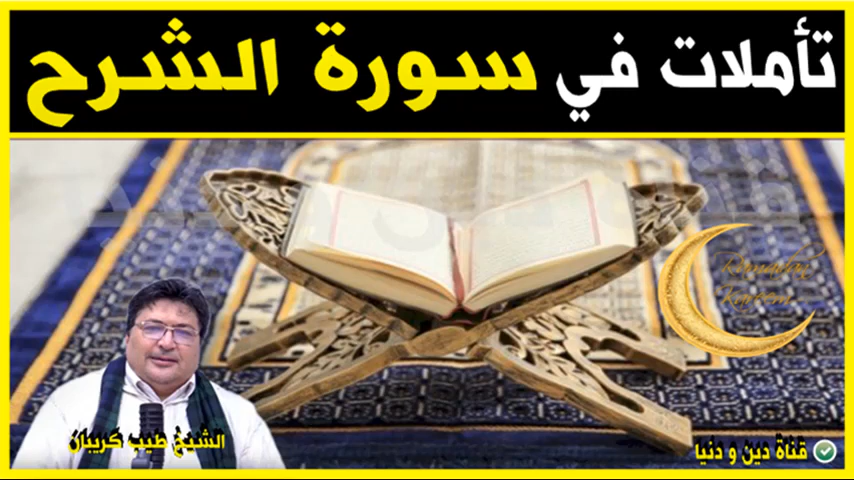 تأملات في سورة الشرح
Ramadan
Kareem
الشيخ طيب كريبان
قناة دين و دنيا